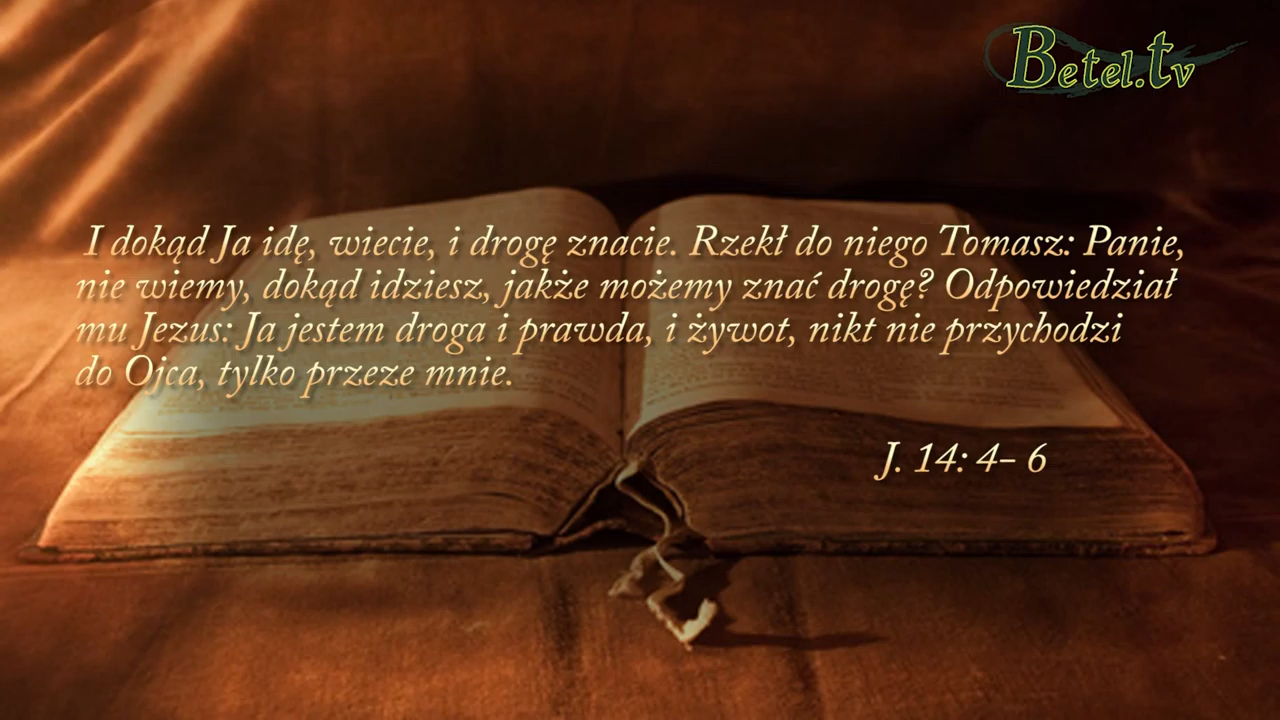 Betel.tv
I dokąd Ja idę, wiecie, i drogę znacie. Rzekł do niego Tomasz: Panie,
nie wiemy, dokąd idziesz, jakże możemy znać drogę? Odpowiedział
mu Jezus: Ja jestem droga i prawda, i żywot, nikt nie przychodzi
do Ojca, tylko przeze mnie.
J. 14: 4- 6